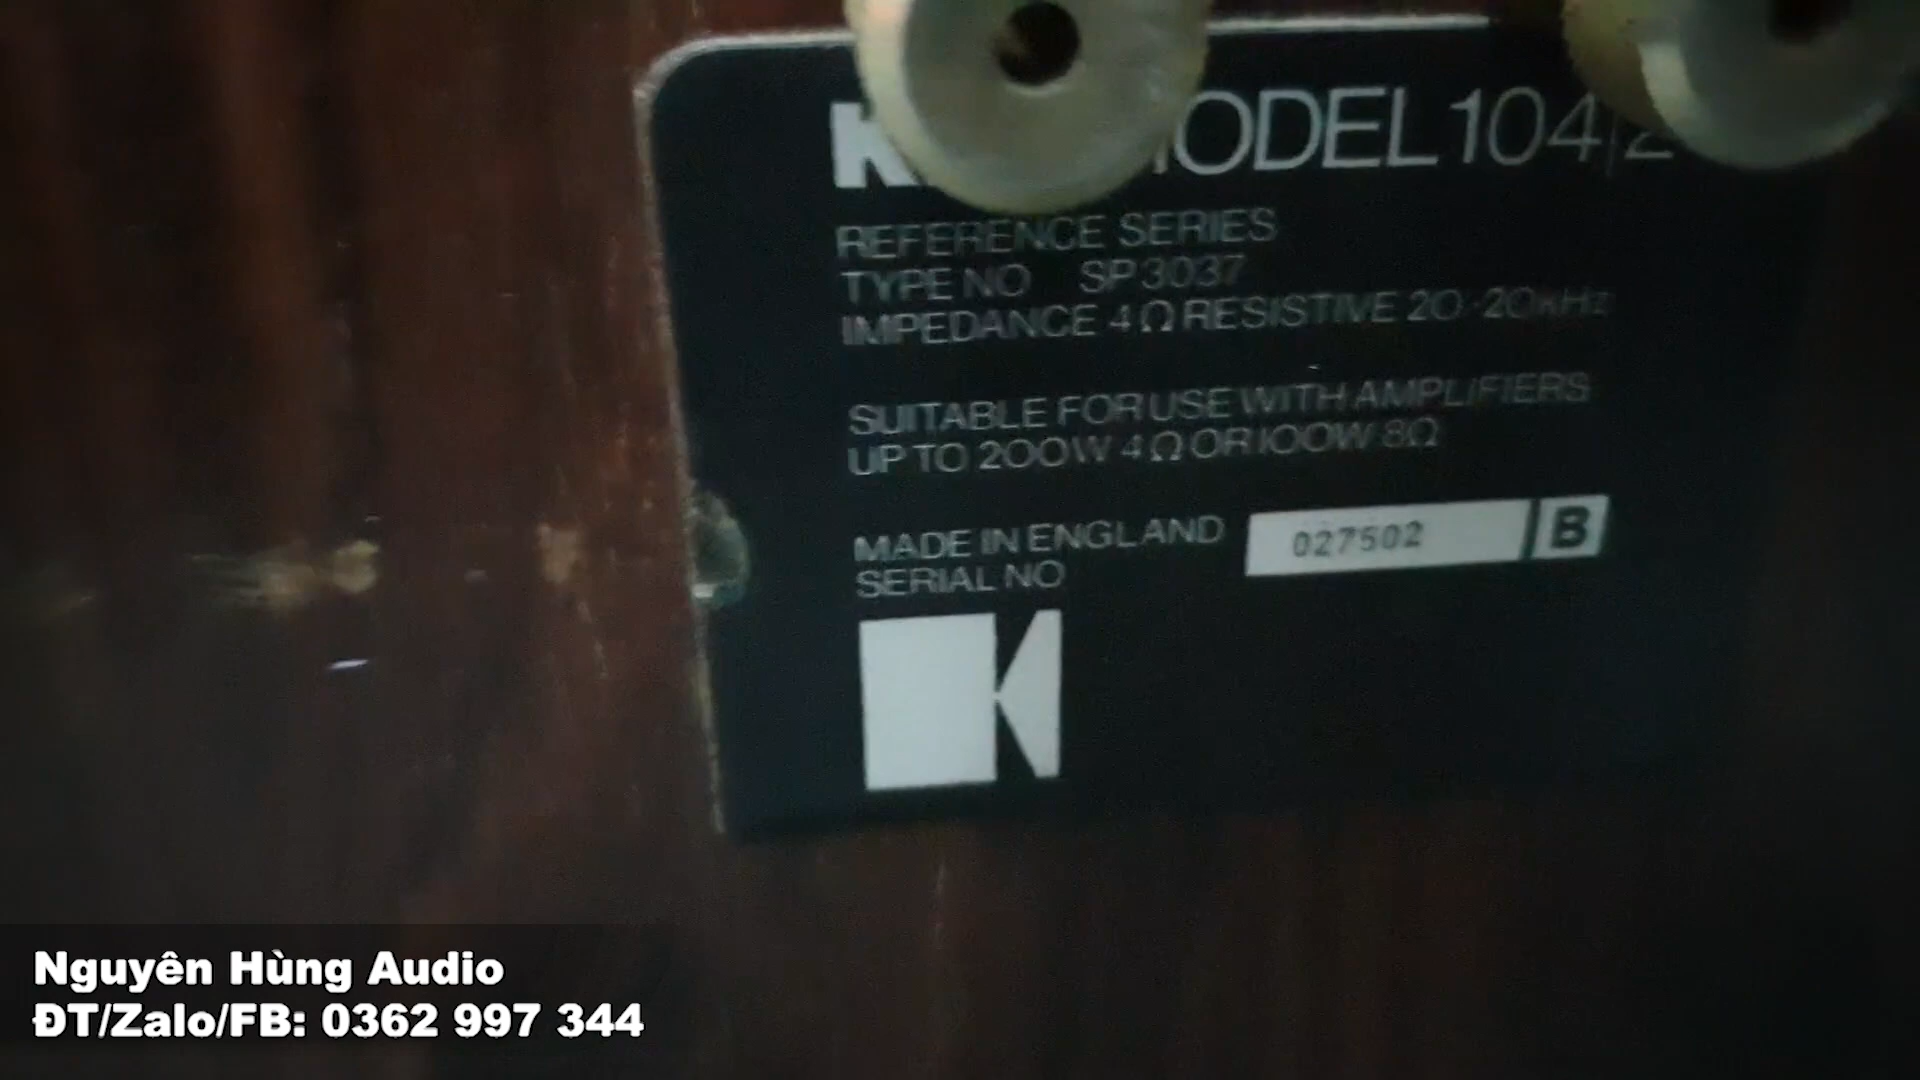 MODEL 104/2
REFERENCE SERIES
TYPE NO SP3037
IMPEDANCE 4Ω RESISTIVE 20-20kHz
SUITABLE FOR USE WITH AMPLIFIERS
UP TO 200W 4Ω OR 100W 8Ω
MADE IN ENGLAND
SERIAL NO
027502 B
K
Nguyên Hùng Audio
ĐT/Zalo/FB: 0362 997 344